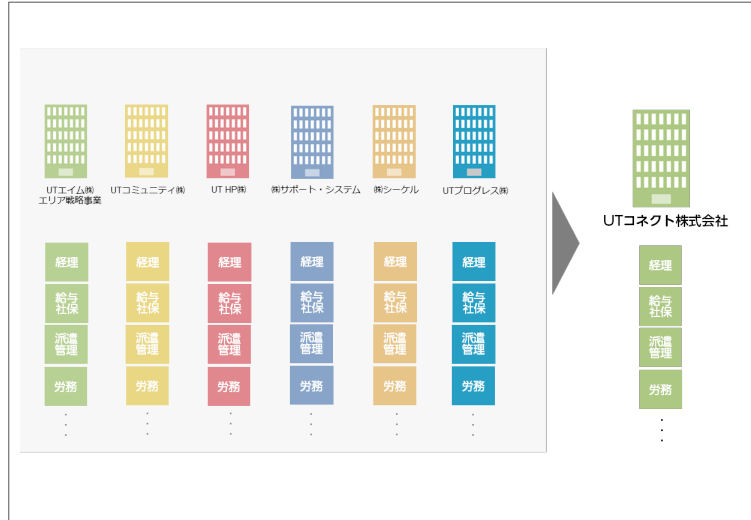 UTエイム㈱
エリア戦略事業
UTコミュニティ㈱
UT HP㈱
㈱サポート・システム
㈱シーケル
UTプログレス㈱
UTコネクト株式会社
経理
給与
社保
派遣
管理
労務
・・・
経理
給与
社保
派遣
管理
労務
・・・
経理
給与
社保
派遣
管理
労務
・・・
経理
給与
社保
派遣
管理
労務
・・・
経理
給与
社保
派遣
管理
労務
・・・
経理
給与
社保
派遣
管理
労務
・・・
経理
給与
社保
派遣
管理
労務
・・・